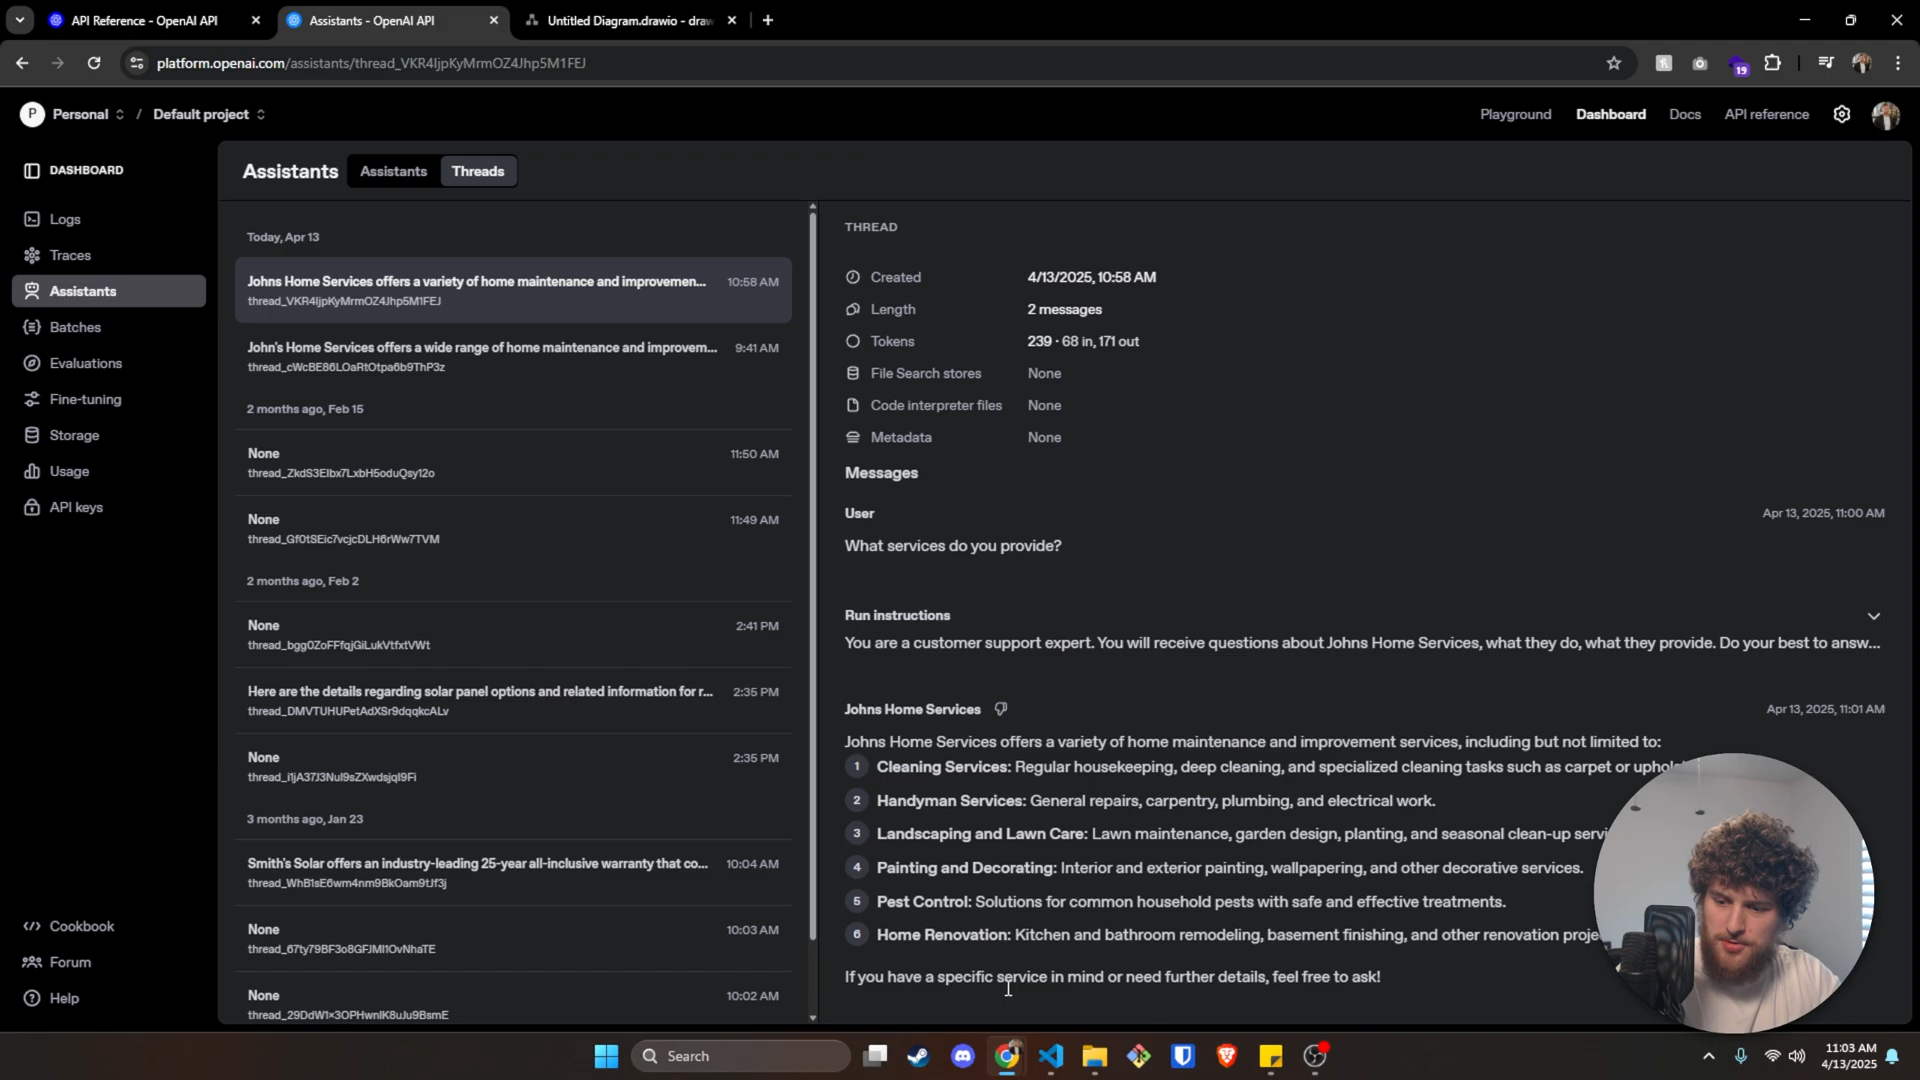 API Reference - OpenAI API
Assistants - OpenAI API
Untitled Diagram.drawio - draw
platform.openai.com/assistants/thread_VKR4IjpKyMrmOZ4Jhp5M1FEJ
19
P Personal / Default project
Playground Dashboard Docs API reference
DASHBOARD
Logs
Traces
Assistants
Batches
Evaluations
Fine-tuning
Storage
Usage
API keys
Cookbook
Forum
Help
Assistants Assistants Threads
Today, Apr 13
Johns Home Services offers a variety of home maintenance and improvemen... 10:58 AM
thread_VKR4IjpKyMrmOZ4Jhp5M1FEJ
John's Home Services offers a wide range of home maintenance and improvem... 9:41 AM
thread_cWcBE86LOaRtOtpa6b9ThP3z
2 months ago, Feb 15
None 11:50 AM
thread_ZkdS3EIbx7LxbH5oduQsy12o
None 11:49 AM
thread_Gf0tSEic7vcjcDLH6rWw7TVM
2 months ago, Feb 2
None 2:41 PM
thread_bgg0ZoFFfqjGiLukVtfxtVWt
Here are the details regarding solar panel options and related information for r... 2:35 PM
thread_DMVTUHUPetAdXSr9dqqkcALv
None 2:35 PM
thread_i1jA37J3NuI9sZXwdsjqI9Fi
3 months ago, Jan 23
Smith's Solar offers an industry-leading 25-year all-inclusive warranty that co... 10:04 AM
thread_WhB1sE6wm4nm9BkOam9tJf3j
None 10:03 AM
thread_67ty79BF3o8GFJMI1OvNhaTE
None 10:02 AM
thread_29DdW1x3OPHwnIK8uJu9BsmE
THREAD
Created 4/13/2025, 10:58 AM
Length 2 messages
Tokens 239 · 68 in, 171 out
File Search stores None
Code interpreter files None
Metadata None
Messages
User Apr 13, 2025, 11:00 AM
What services do you provide?
Run instructions
You are a customer support expert. You will receive questions about Johns Home Services, what they do, what they provide. Do your best to answ...
Johns Home Services Apr 13, 2025, 11:01 AM
Johns Home Services offers a variety of home maintenance and improvement services, including but not limited to:
1 Cleaning Services: Regular housekeeping, deep cleaning, and specialized cleaning tasks such as carpet or uphol
2 Handyman Services: General repairs, carpentry, plumbing, and electrical work.
3 Landscaping and Lawn Care: Lawn maintenance, garden design, planting, and seasonal clean-up servi
4 Painting and Decorating: Interior and exterior painting, wallpapering, and other decorative services.
5 Pest Control: Solutions for common household pests with safe and effective treatments.
6 Home Renovation: Kitchen and bathroom remodeling, basement finishing, and other renovation proje
If you have a specific service in mind or need further details, feel free to ask!
Search
11:03 AM
4/13/2025